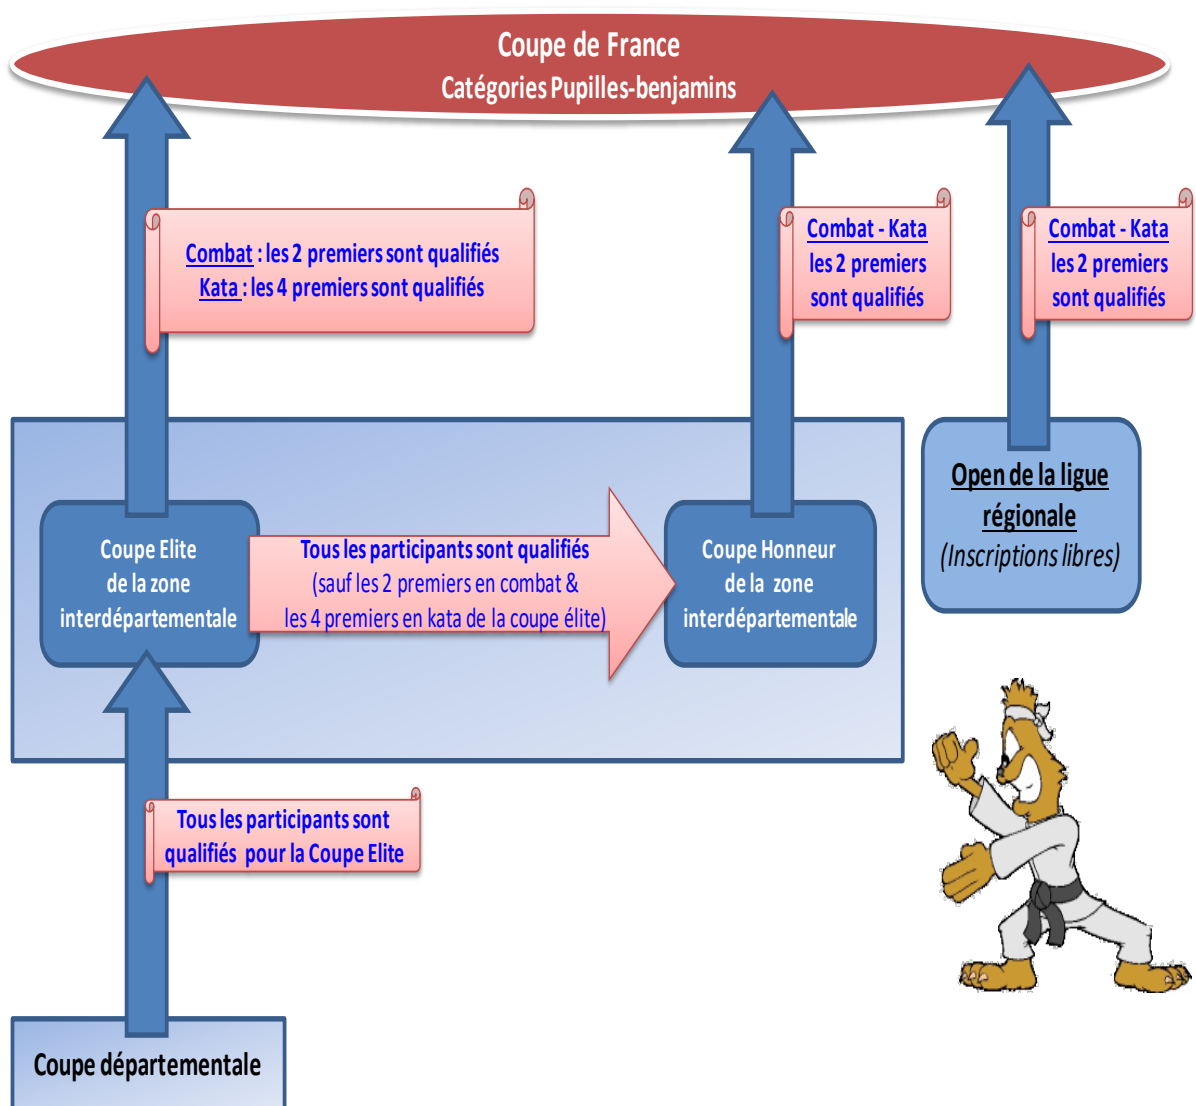 Coupe de France
Catégories Pupilles-benjamins
Combat : les 2 premiers sont qualifiés
Kata : les 4 premiers sont qualifiés
Combat - Kata
les 2 premiers
sont qualifiés
Combat - Kata
les 2 premiers
sont qualifiés
Coupe Elite
de la zone
interdépartementale
Tous les participants sont qualifiés
(sauf les 2 premiers en combat &
les 4 premiers en kata de la coupe élite)
Coupe Honneur
de la zone
interdépartementale
Open de la ligue
régionale
(Inscriptions libres)
Tous les participants sont
qualifiés pour la Coupe Elite
Coupe départementale